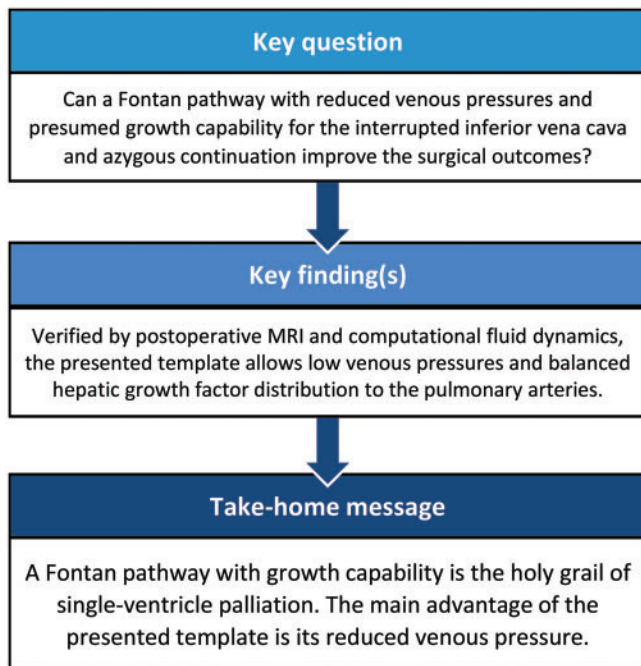 Key question
Can a Fontan pathway with reduced venous pressures and
presumed growth capability for the interrupted inferior vena cava
and azygous continuation improve the surgical outcomes?
Key finding(s)
Verified by postoperative MRI and computational fluid dynamics,
the presented template allows low venous pressures and balanced
hepatic growth factor distribution to the pulmonary arteries.
Take-home message
A Fontan pathway with growth capability is the holy grail of
single-ventricle palliation. The main advantage of the
presented template is its reduced venous pressure.